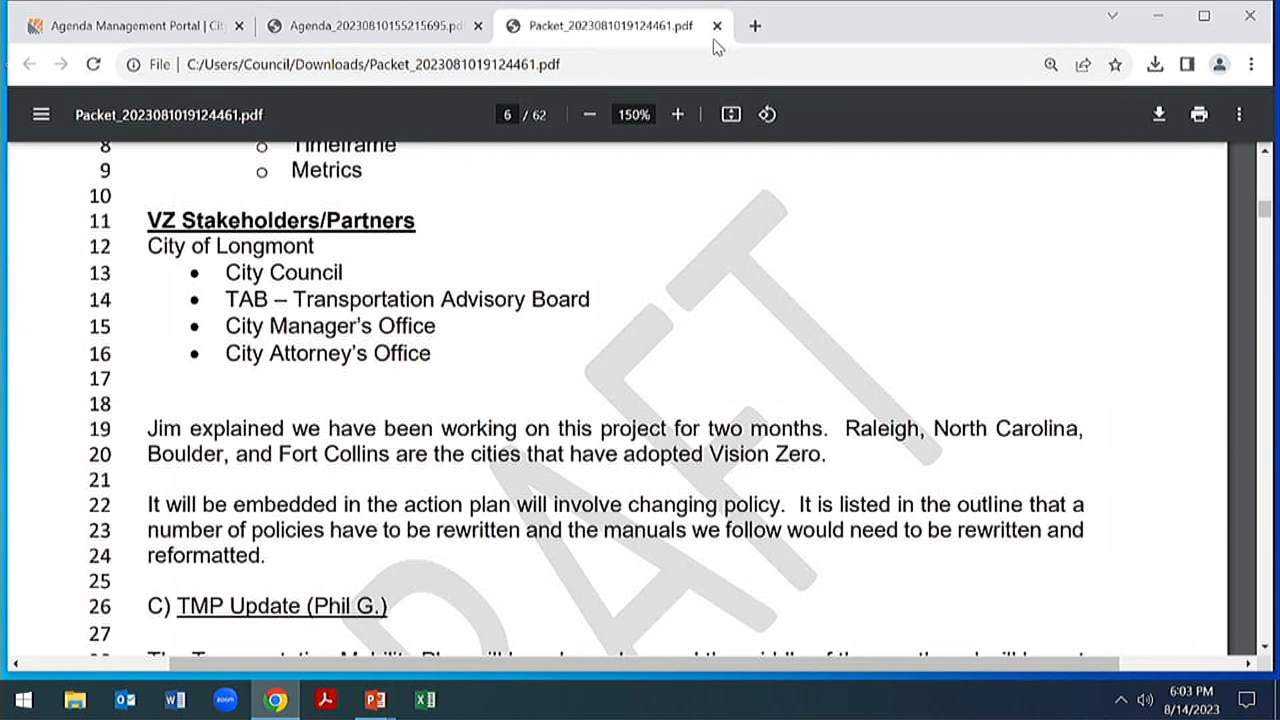 Agenda Management Portal | Cit
Agenda_20230810155215695.pd
Packet_2023081019124461.pdf
File | C:/Users/Council/Downloads/Packet_2023081019124461.pdf
Packet_2023081019124461.pdf
6 / 62
150%
8 o Timeframe
9 o Metrics
10
11 VZ Stakeholders/Partners
12 City of Longmont
13 • City Council
14 • TAB – Transportation Advisory Board
15 • City Manager's Office
16 • City Attorney's Office
17
18
19 Jim explained we have been working on this project for two months. Raleigh, North Carolina,
20 Boulder, and Fort Collins are the cities that have adopted Vision Zero.
21
22 It will be embedded in the action plan will involve changing policy. It is listed in the outline that a
23 number of policies have to be rewritten and the manuals we follow would need to be rewritten and
24 reformatted.
25
26 C) TMP Update (Phil G.)
27
DRAFT
zoom
6:03 PM
8/14/2023